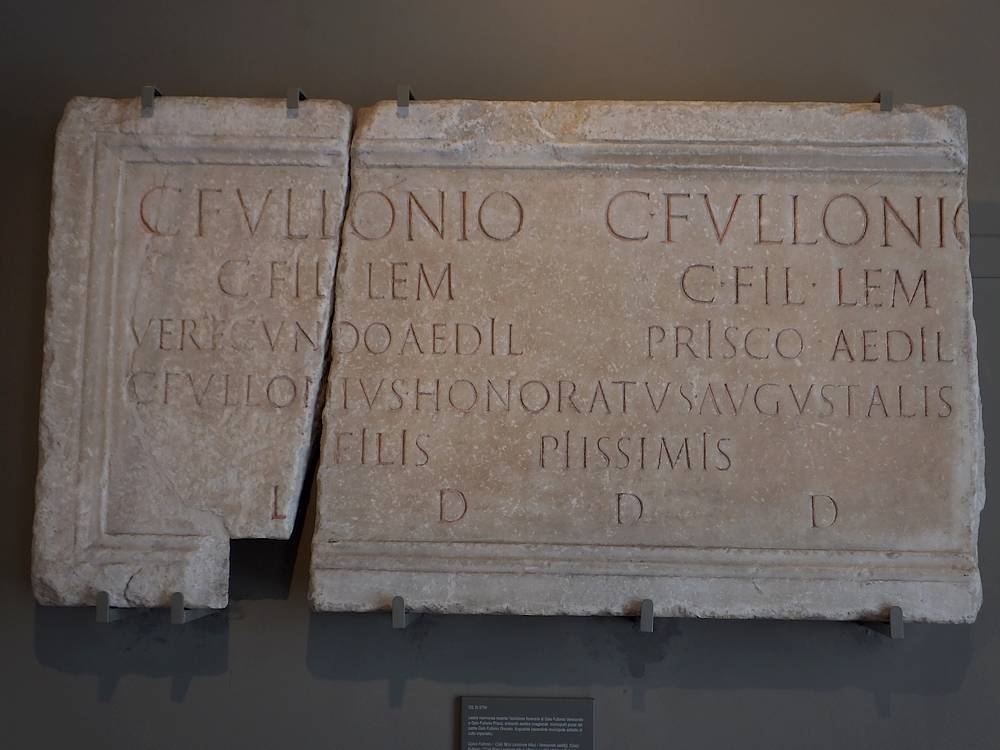 C·FVLLONIO C·FVLLONIO
C·FIL LEM C·FIL·LEM
VERECVNDO AEDIL PRISCO AEDIL
C·FVLLONIVS·HONORATVS·AVGVSTALIS
FILIS PIISSIMIS
L D D D